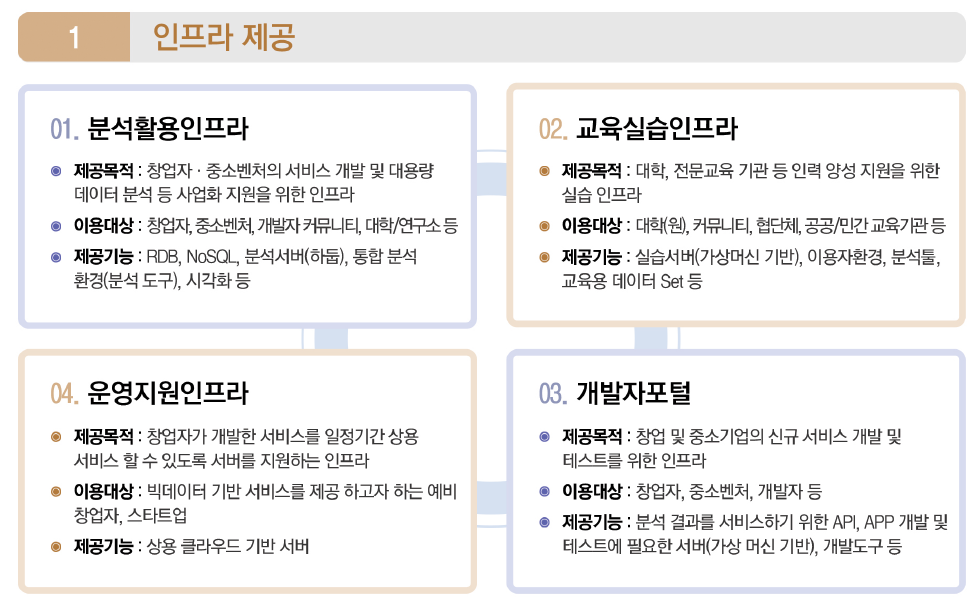 1 인프라 제공
01. 분석활용인프라
제공목적 : 창업자 · 중소벤처의 서비스 개발 및 대용량
데이터 분석 등 사업화 지원을 위한 인프라
이용대상 : 창업자, 중소벤처, 개발자 커뮤니티, 대학/연구소 등
제공기능 : RDB, NoSQL, 분석서버(하둡), 통합 분석
환경(분석 도구), 시각화 등
02. 교육실습인프라
제공목적 : 대학, 전문교육 기관 등 인력 양성 지원을 위한
실습 인프라
이용대상 : 대학(원), 커뮤니티, 협단체, 공공/민간 교육기관 등
제공기능 : 실습서버(가상머신 기반), 이용자환경, 분석툴,
교육용 데이터 Set 등
04. 운영지원인프라
제공목적 : 창업자가 개발한 서비스를 일정기간 상용
서비스 할 수 있도록 서버를 지원하는 인프라
이용대상 : 빅데이터 기반 서비스를 제공 하고자 하는 예비
창업자, 스타트업
제공기능 : 상용 클라우드 기반 서버
03. 개발자포털
제공목적 : 창업 및 중소기업의 신규 서비스 개발 및
테스트를 위한 인프라
이용대상 : 창업자, 중소벤처, 개발자 등
제공기능 : 분석 결과를 서비스하기 위한 API, APP 개발 및
테스트에 필요한 서버(가상 머신 기반), 개발도구 등